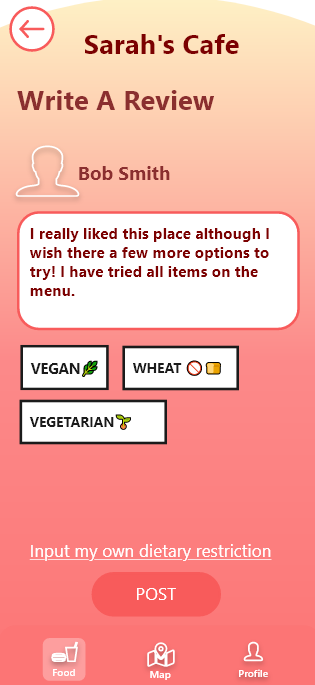 Sarah's Cafe
Write A Review
Bob Smith
I really liked this place although I
wish there a few more options to
try! I have tried all items on the
menu.
VEGAN
WHEAT
VEGETARIAN
Input my own dietary restriction
POST
Food
Map
Profile